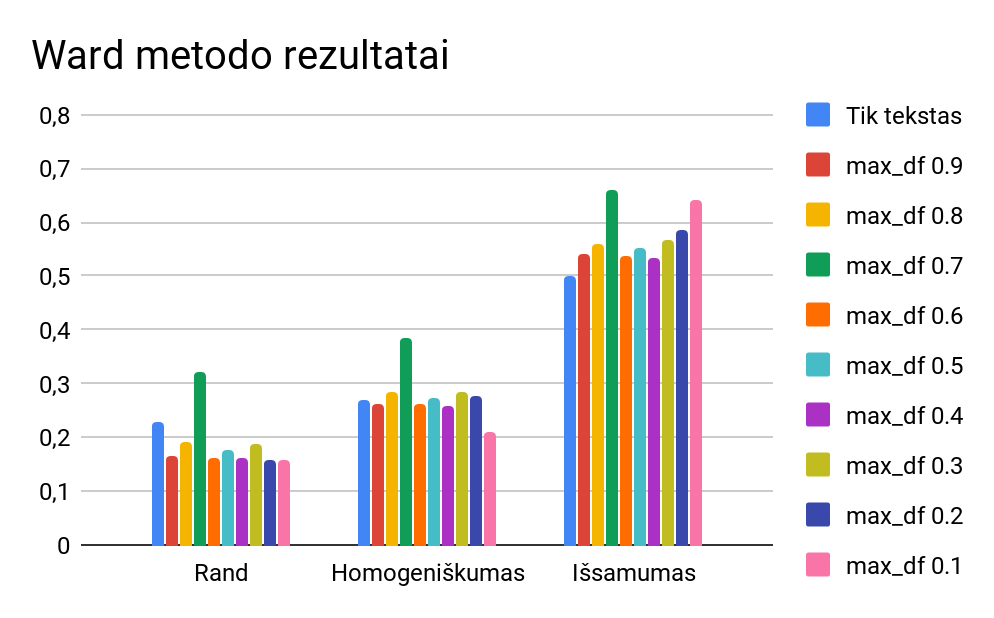 Ward metodo rezultatai
0,8
0,7
0,6
0,5
0,4
0,3
0,2
0,1
0
Rand
Homogeniškumas
Išsamumas
Tik tekstas
max_df 0.9
max_df 0.8
max_df 0.7
max_df 0.6
max_df 0.5
max_df 0.4
max_df 0.3
max_df 0.2
max_df 0.1